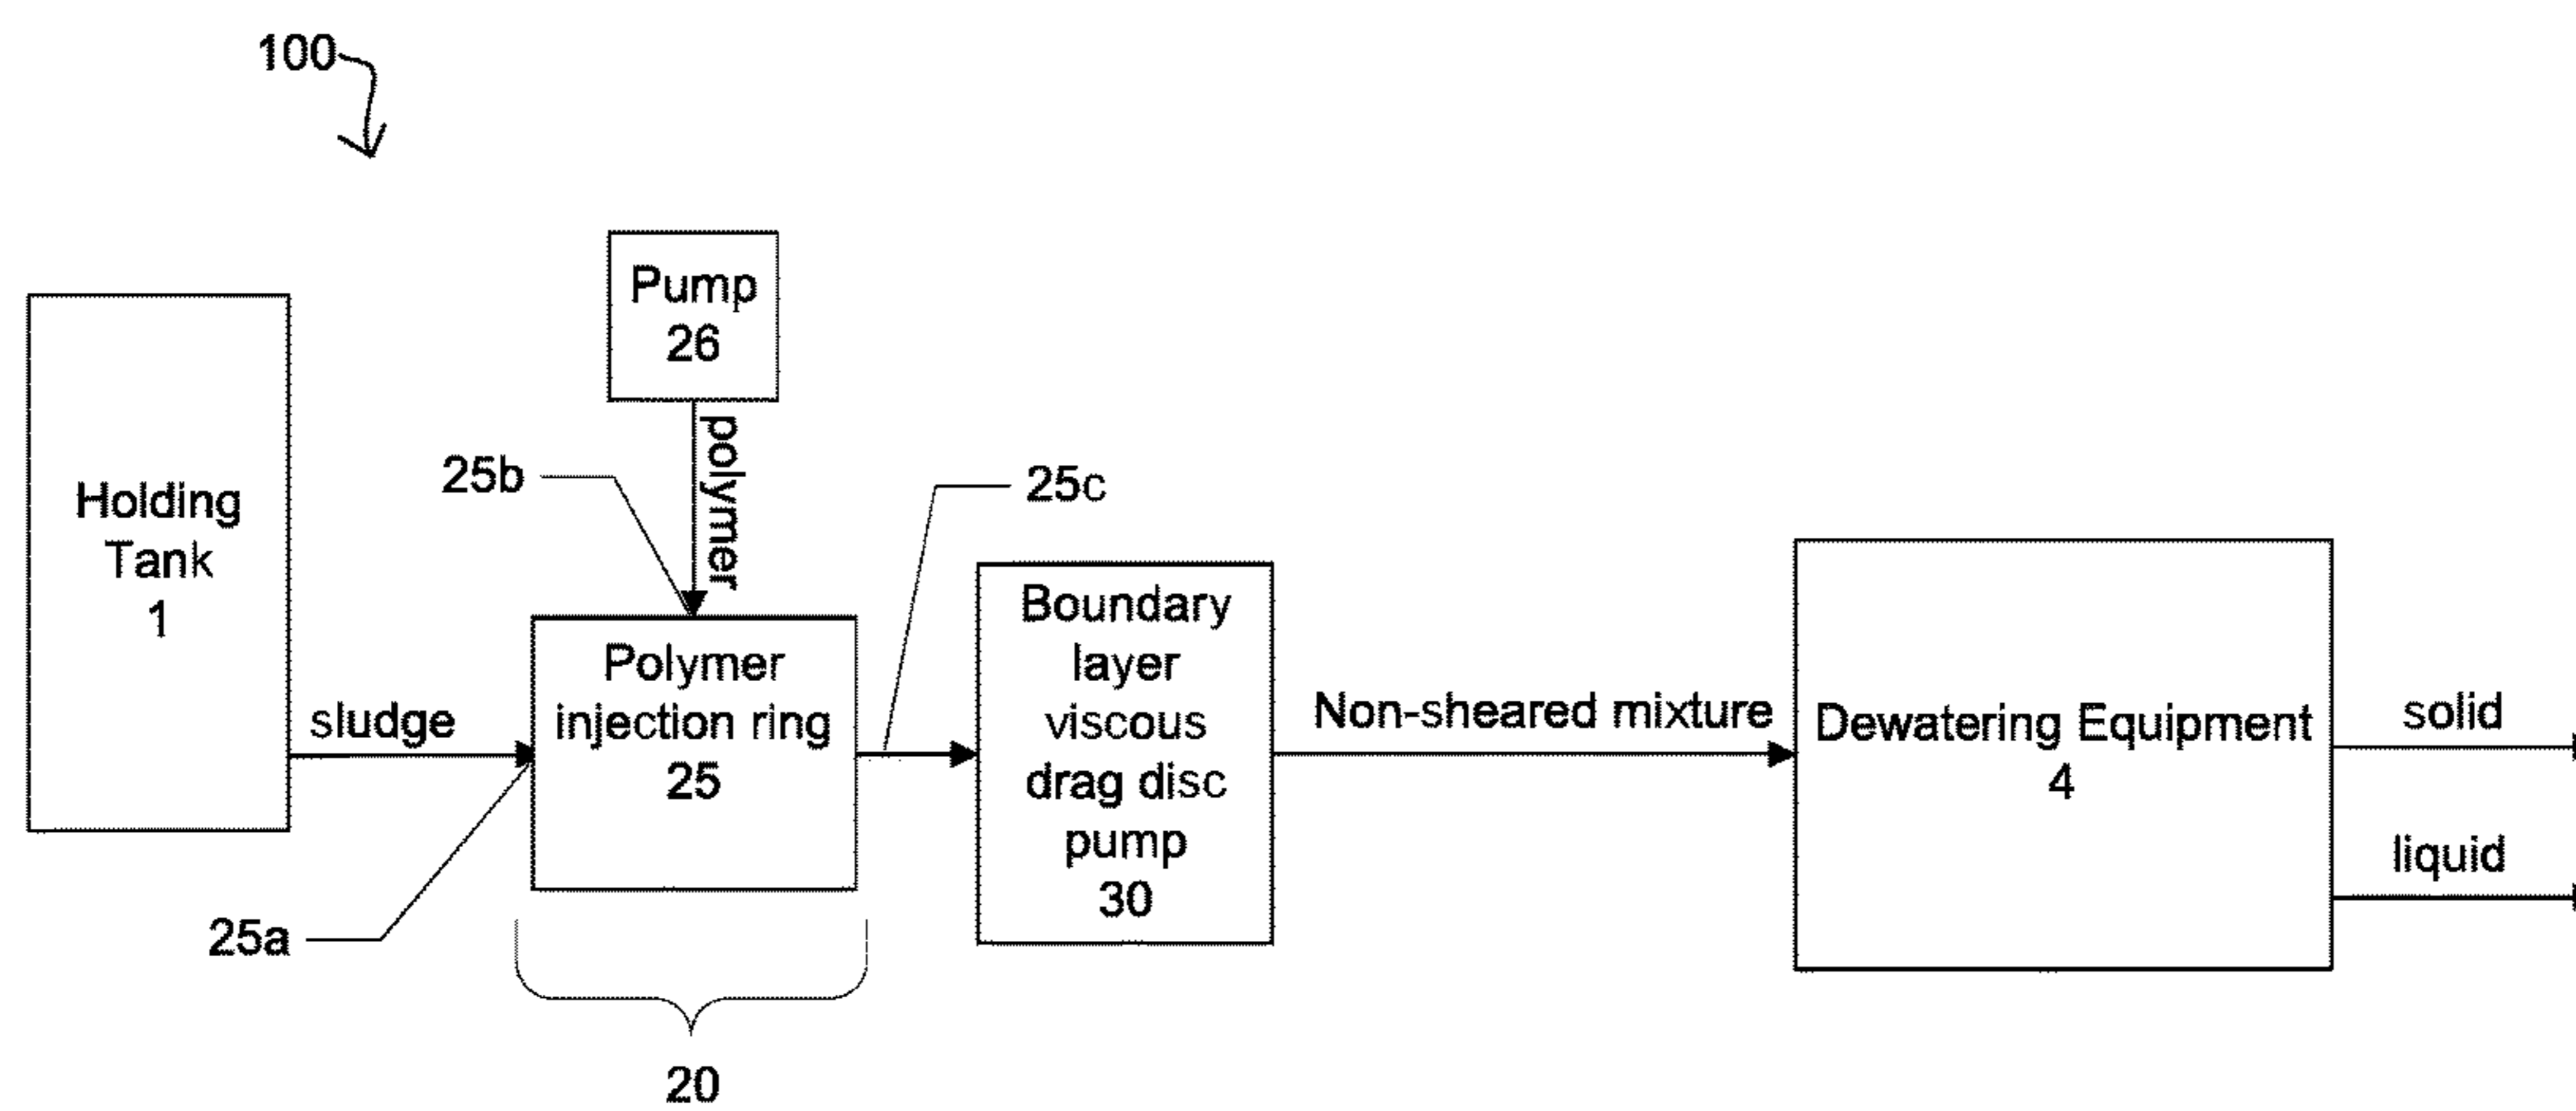 100
Pump
26
polymer
25b
25c
Holding
Tank
1
sludge
25a
Polymer
injection ring
25
20
Boundary
layer
viscous
drag disc
pump
30
Non-sheared mixture
Dewatering Equipment
4
solid
liquid